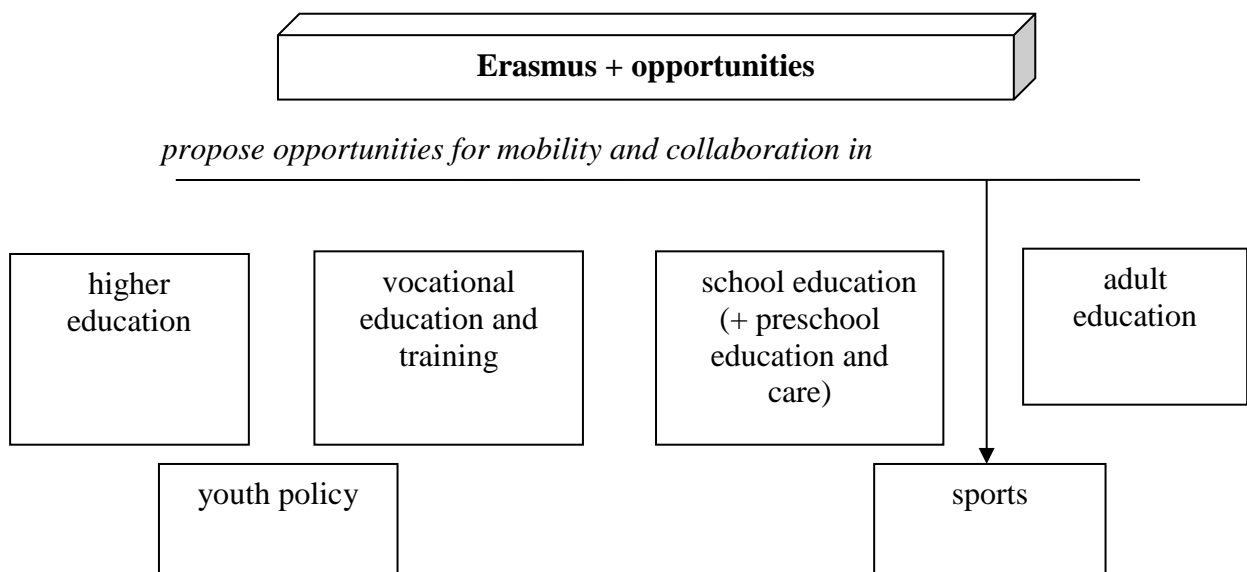 Erasmus + opportunities
propose opportunities for mobility and collaboration in
higher
education
vocational
education and
training
school education
(+ preschool
education and
care)
adult
education
youth policy
sports